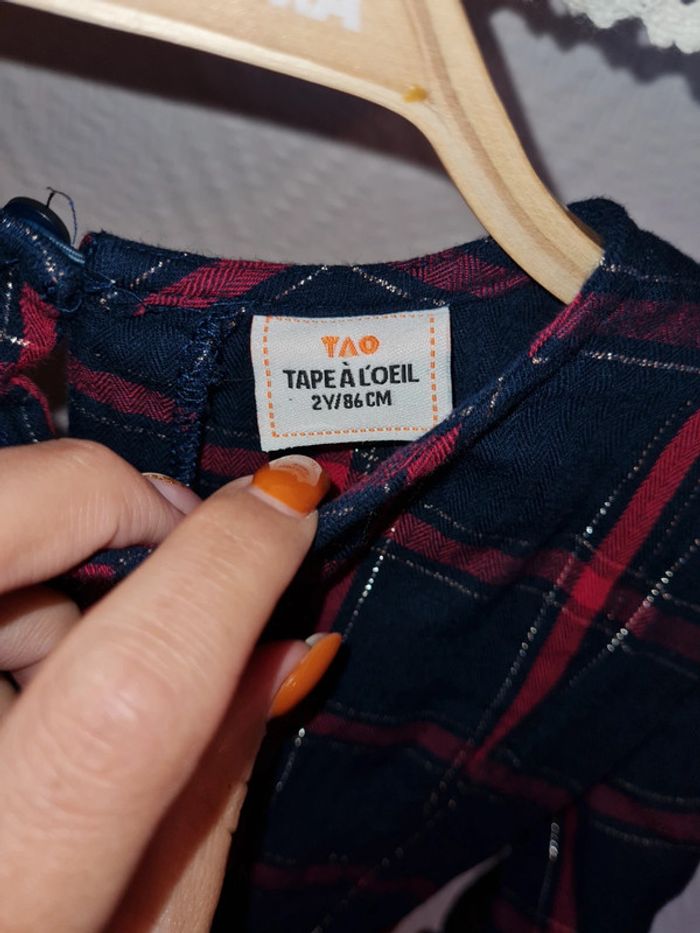 TAO
TAPE À L'OEIL
2Y/86CM